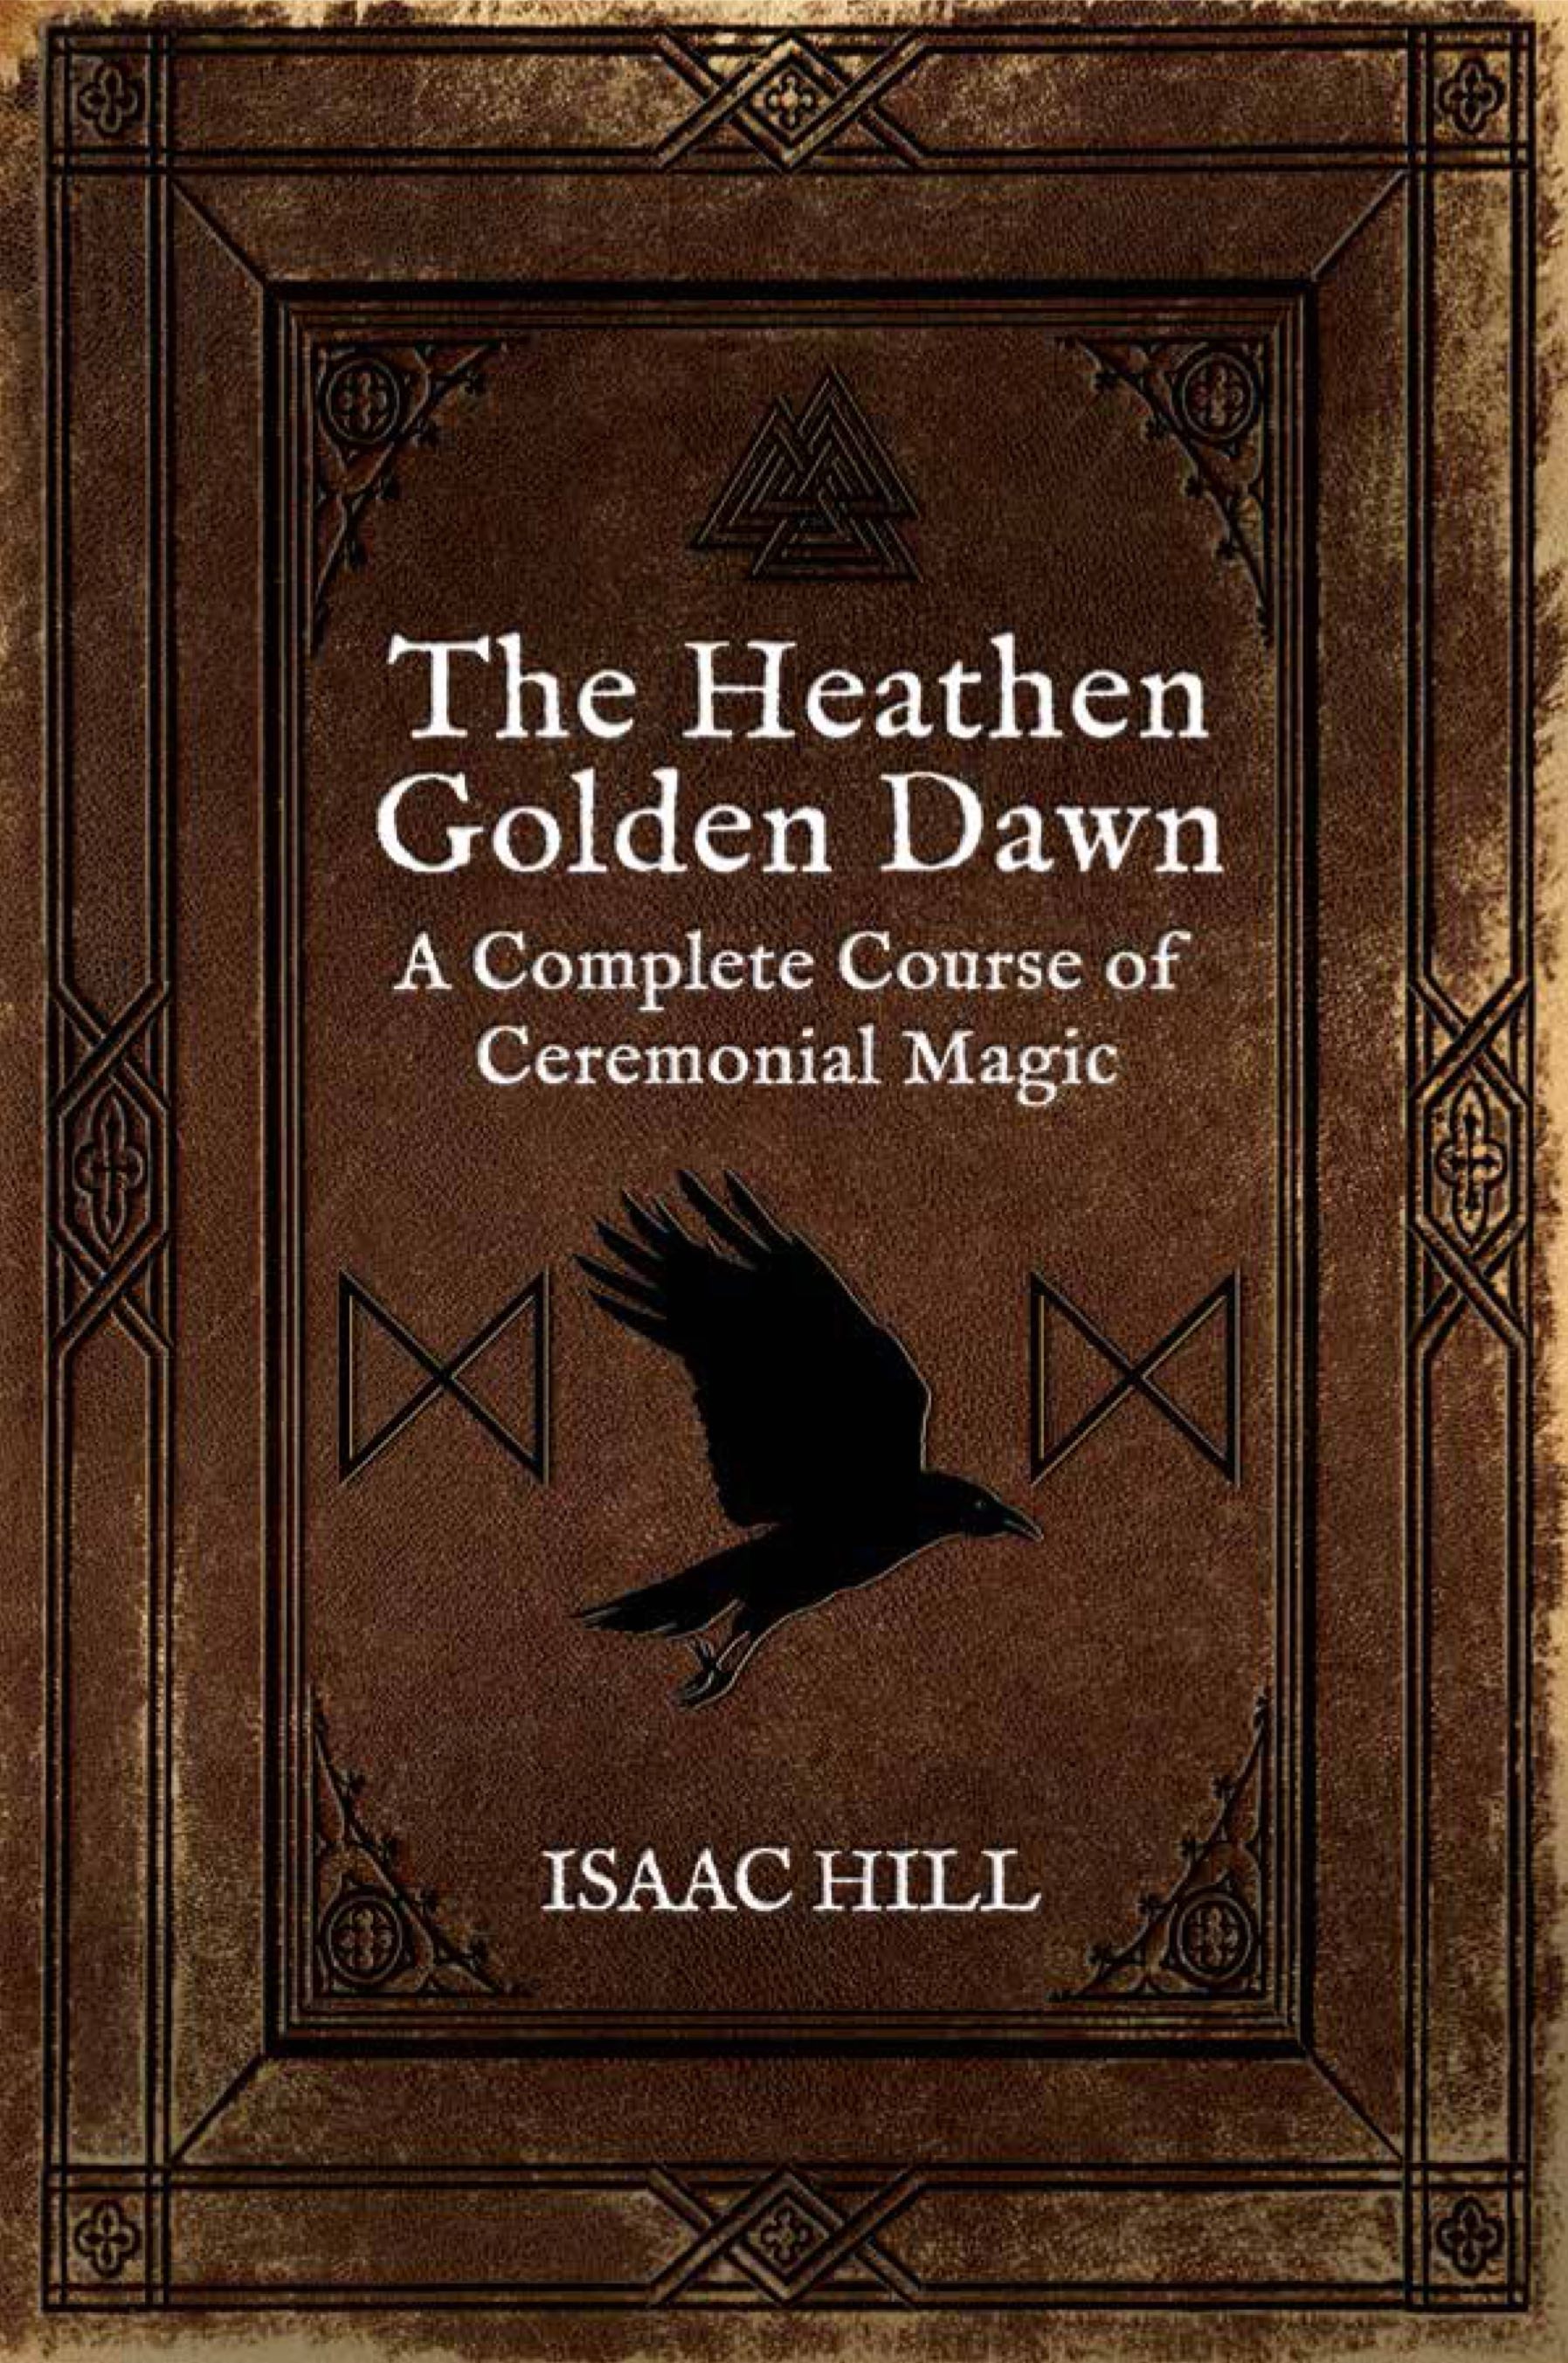 The Heathen
Golden Dawn
A Complete Course of
Ceremonial Magic
ᛞ ᛞ
ISAAC HILL